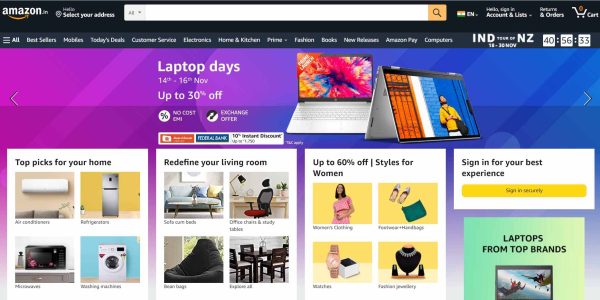 amazon.in
Hello
Select your address
All
EN
Hello, sign in
Account & Lists
Returns
& Orders
0
Cart
All Best Sellers Mobiles Today's Deals Customer Service Electronics Home & Kitchen Prime Fashion Books New Releases Amazon Pay Computers
IND TOUR OF NZ
18 - 30 NOV
40 : 56 : 33
Laptop days
14th - 16th Nov
Up to 30% off
NO COST
EMI
EXCHANGE
OFFER
FEDERAL BANK
10% Instant Discount*
Up to ₹1,750
*T&C apply
Top picks for your home
Air conditioners
Refrigerators
Microwaves
Washing machines
Redefine your living room
Sofa cum beds
Office chairs & study
tables
Bean bags
Explore all
Up to 60% off | Styles for
Women
Women's Clothing
Footwear+Handbags
Watches
Fashion jewellery
Sign in for your best
experience
Sign in securely
LAPTOPS
FROM TOP BRANDS